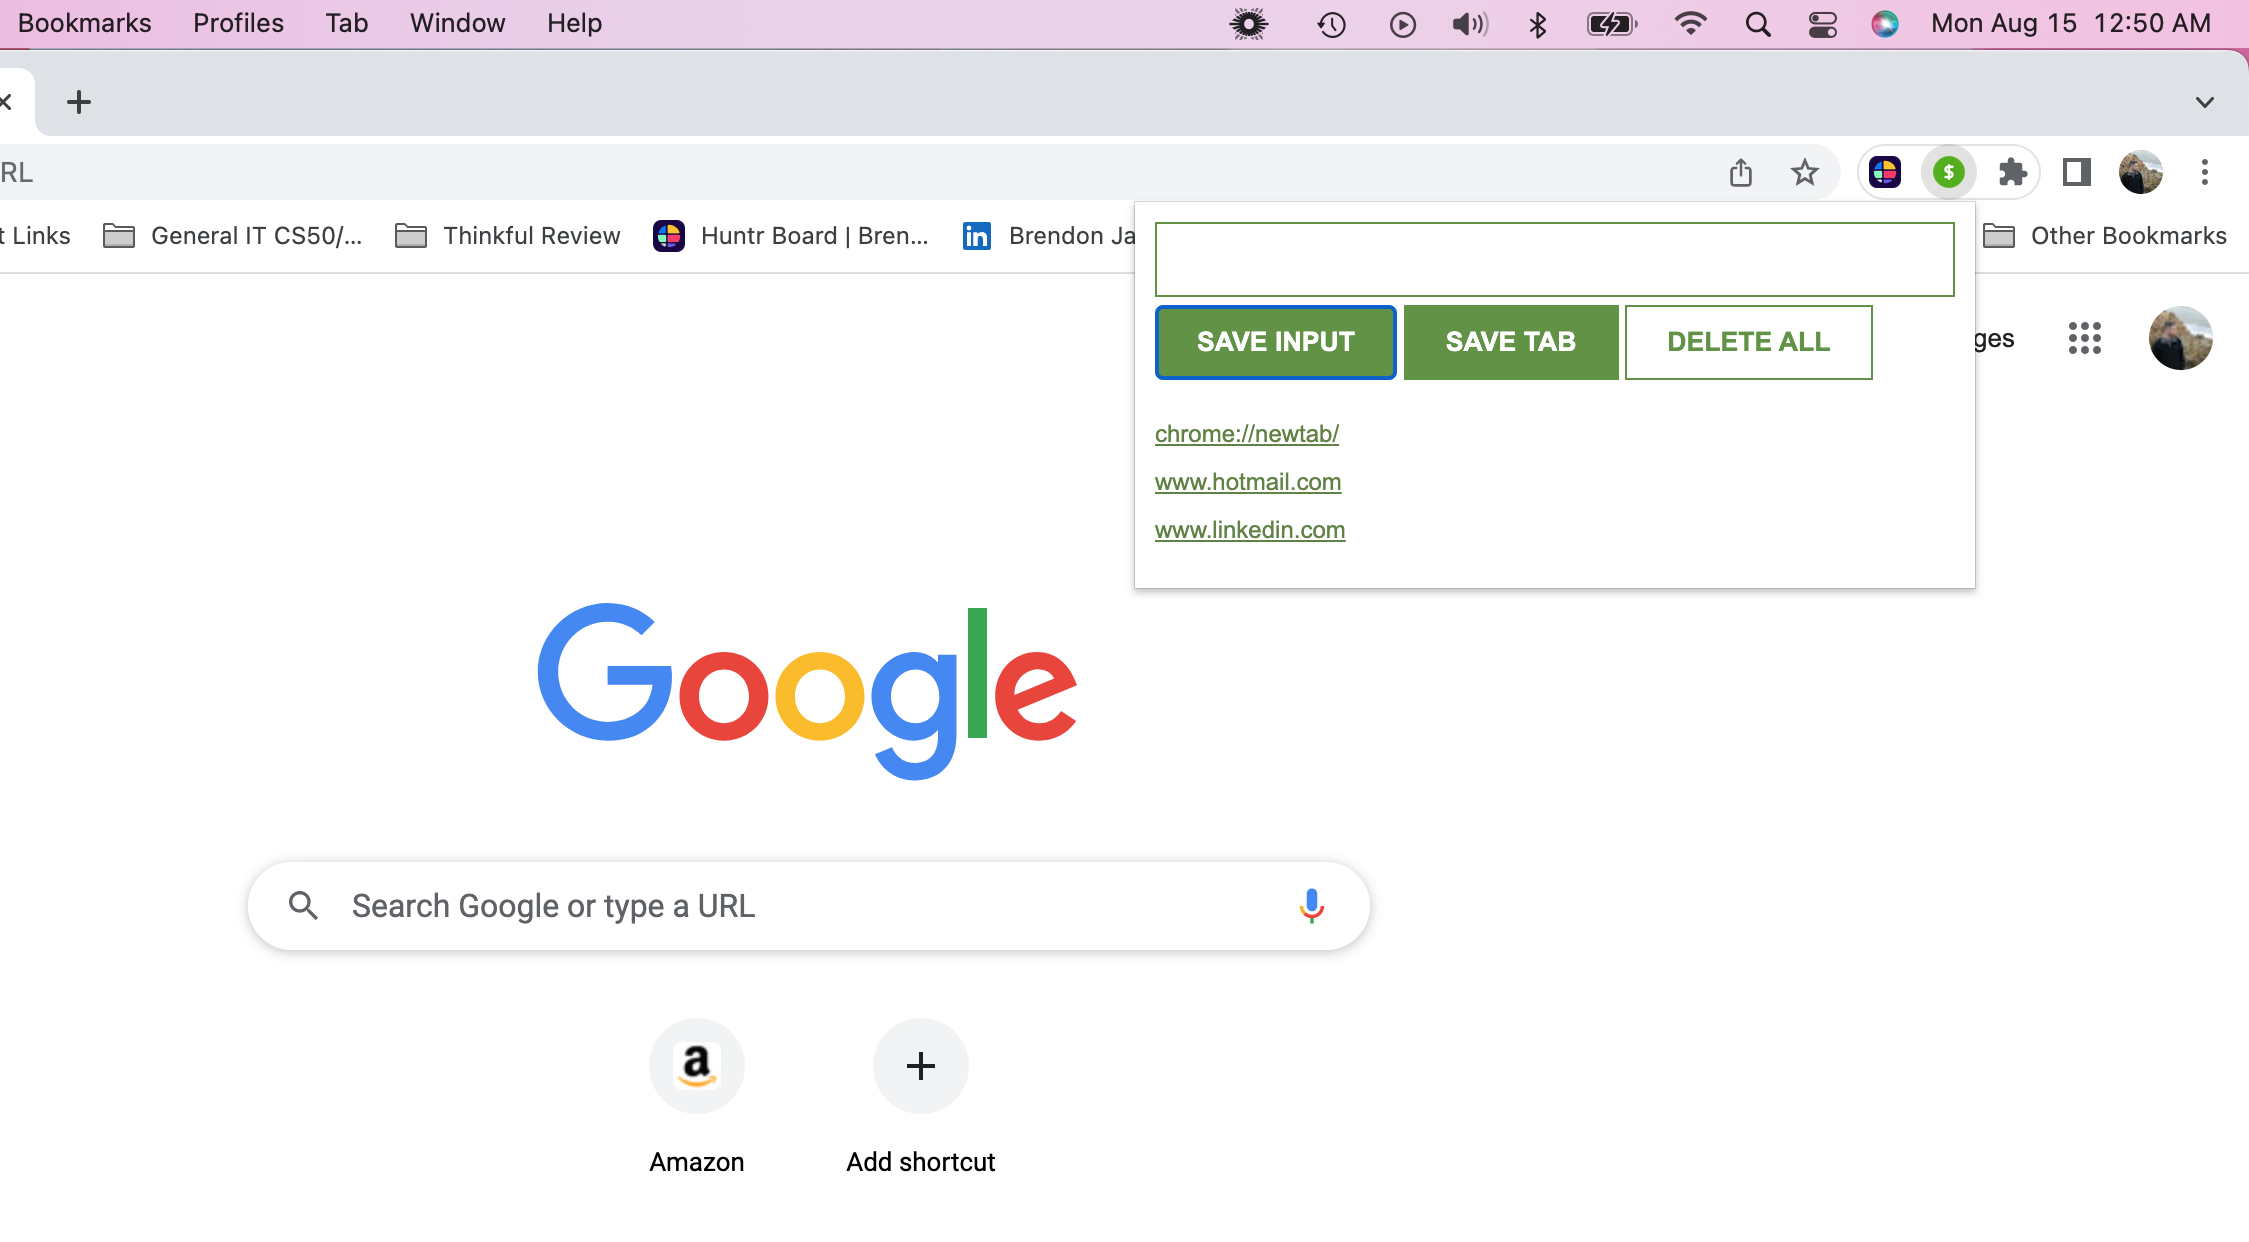 Bookmarks Profiles Tab Window Help Mon Aug 15 12:50 AM
RL
t Links General IT CS50/... Thinkful Review Huntr Board | Bren... in Brendon Ja Other Bookmarks
SAVE INPUT SAVE TAB DELETE ALL
ges
chrome://newtab/
www.hotmail.com
www.linkedin.com
Google
Search Google or type a URL
a
Amazon Add shortcut